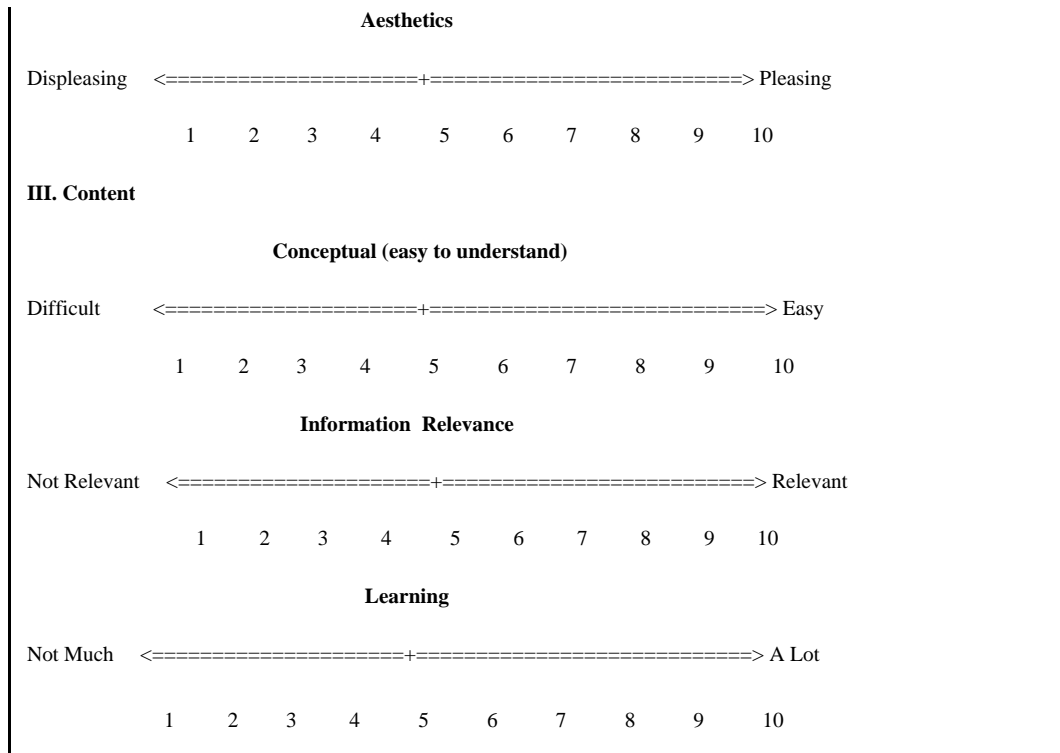 Aesthetics
Displeasing <=====================+==========================> Pleasing
1 2 3 4 5 6 7 8 9 10
III. Content
Conceptual (easy to understand)
Difficult <=====================+============================> Easy
1 2 3 4 5 6 7 8 9 10
Information Relevance
Not Relevant <=====================+==========================> Relevant
1 2 3 4 5 6 7 8 9 10
Learning
Not Much <=====================+============================> A Lot
1 2 3 4 5 6 7 8 9 10